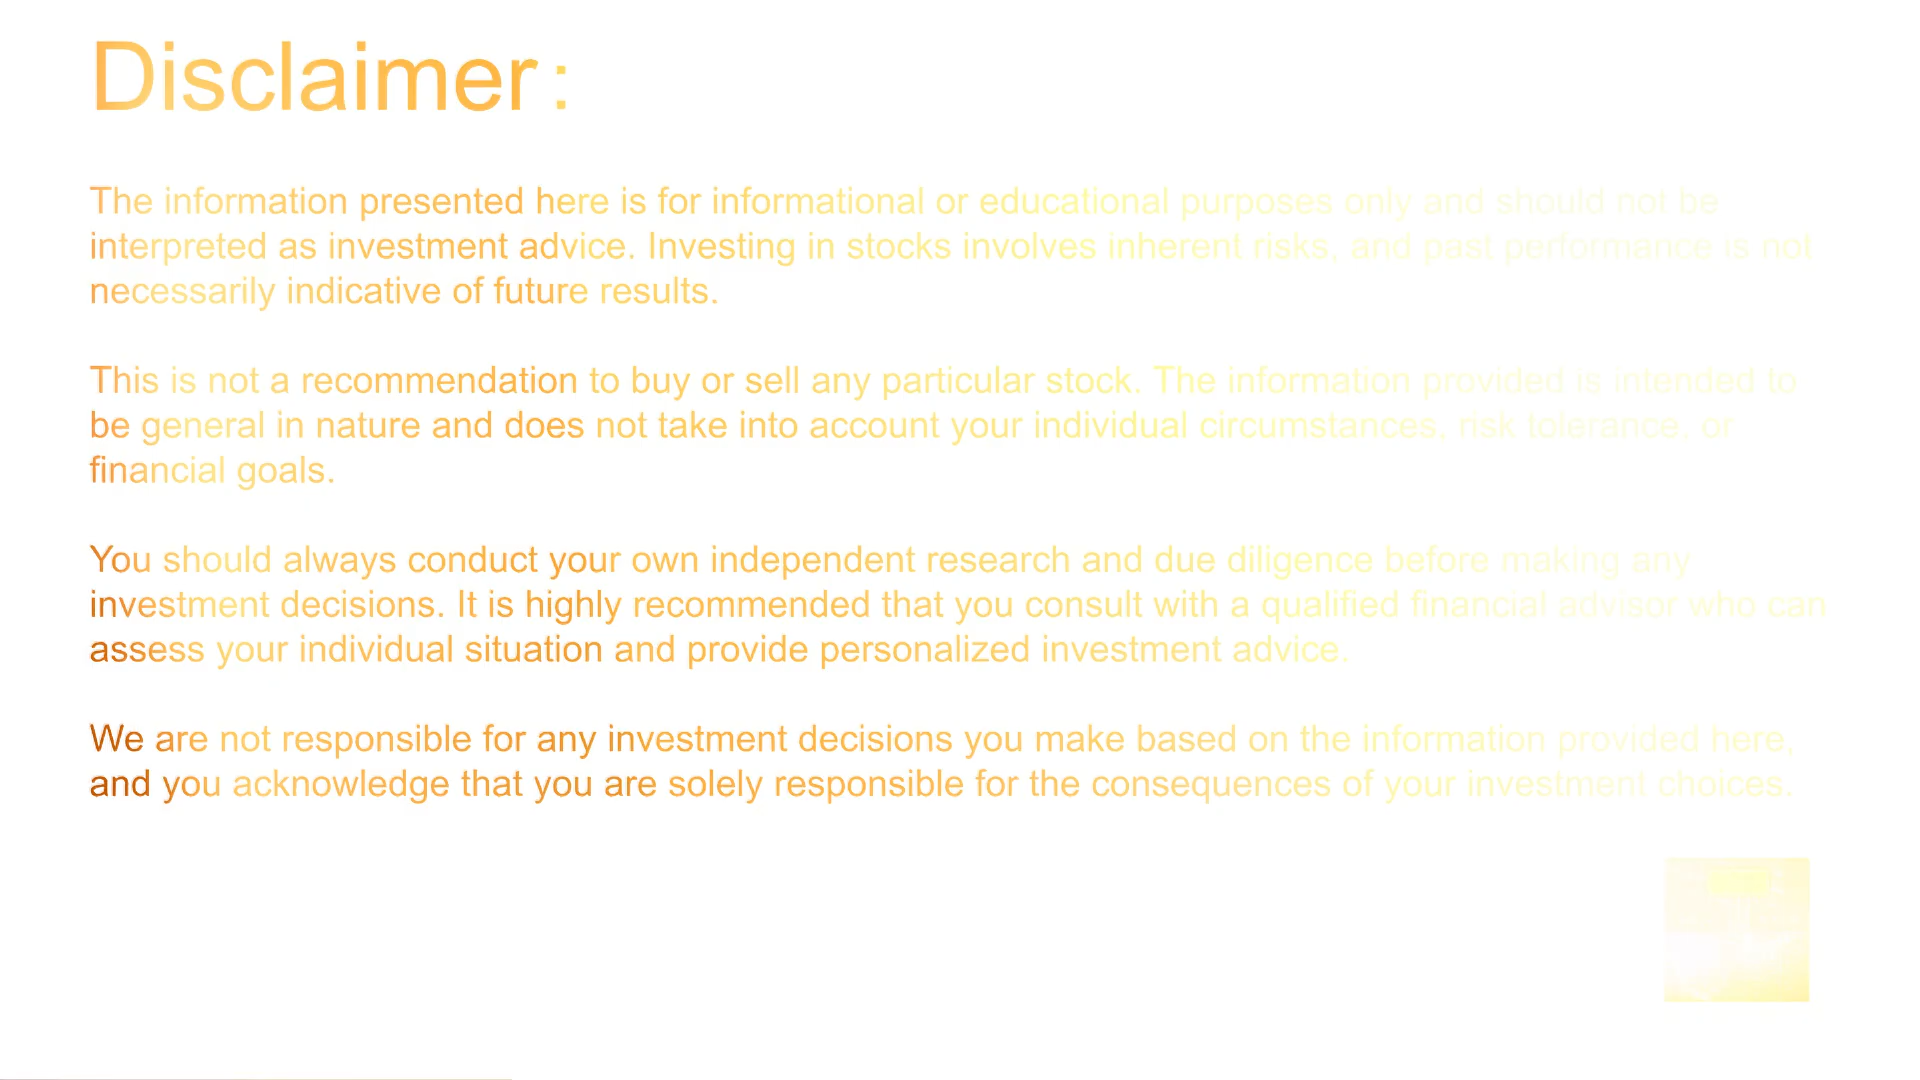 Disclaimer:
The information presented here is for informational or educational purposes only and should not be
interpreted as investment advice. Investing in stocks involves inherent risks, and past performance is not
necessarily indicative of future results.
This is not a recommendation to buy or sell any particular stock. The information provided is intended to
be general in nature and does not take into account your individual circumstances, risk tolerance, or
financial goals.
You should always conduct your own independent research and due diligence before making any
investment decisions. It is highly recommended that you consult with a qualified financial advisor who can
assess your individual situation and provide personalized investment advice.
We are not responsible for any investment decisions you make based on the information provided here,
and you acknowledge that you are solely responsible for the consequences of your investment choices.